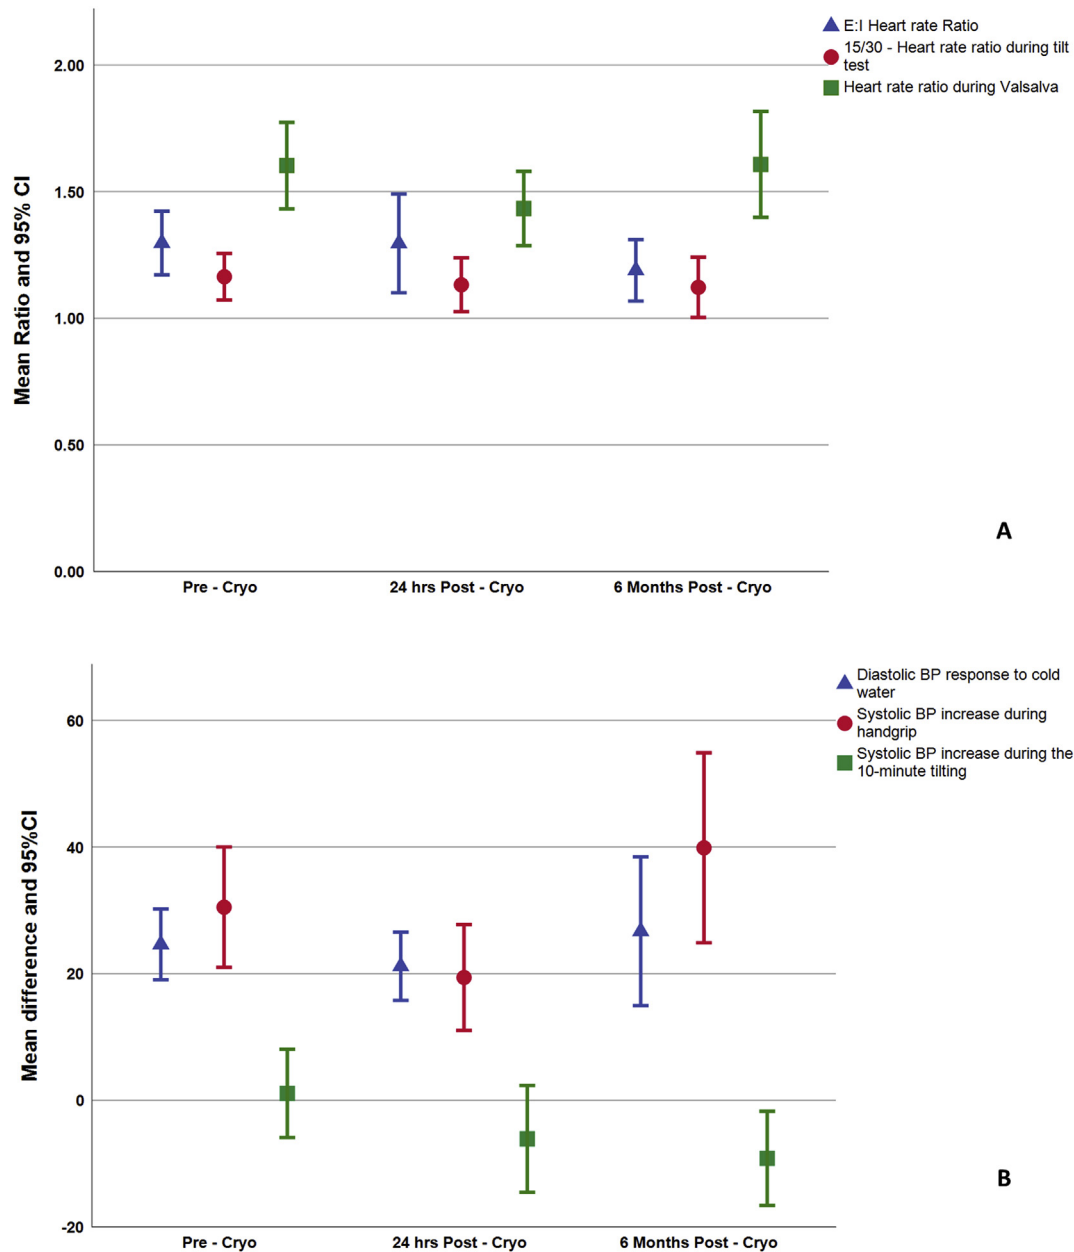 E:I Heart rate Ratio
15/30 - Heart rate ratio during tilt
test
Heart rate ratio during Valsalva
Mean Ratio and 95% CI
2.00
1.50
1.00
0.50
0.00
Pre - Cryo
24 hrs Post - Cryo
6 Months Post - Cryo
A
Diastolic BP response to cold
water
Systolic BP increase during
handgrip
Systolic BP increase during the
10-minute tilting
Mean difference and 95%CI
60
40
20
0
-20
Pre - Cryo
24 hrs Post - Cryo
6 Months Post - Cryo
B